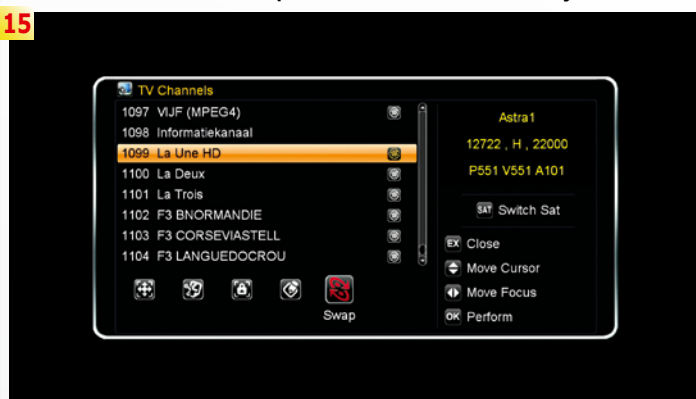 15
TV Channels
1097 VIJF (MPEG4)
1098 Informatiekanaal
1099 La Une HD
1100 La Deux
1101 La Trois
1102 F3 BNORMANDIE
1103 F3 CORSEVIASTELL
1104 F3 LANGUEDOCROU
Swap
Astra1
12722 , H , 22000
P551 V551 A101
SAT Switch Sat
EX Close
Move Cursor
Move Focus
OK Perform